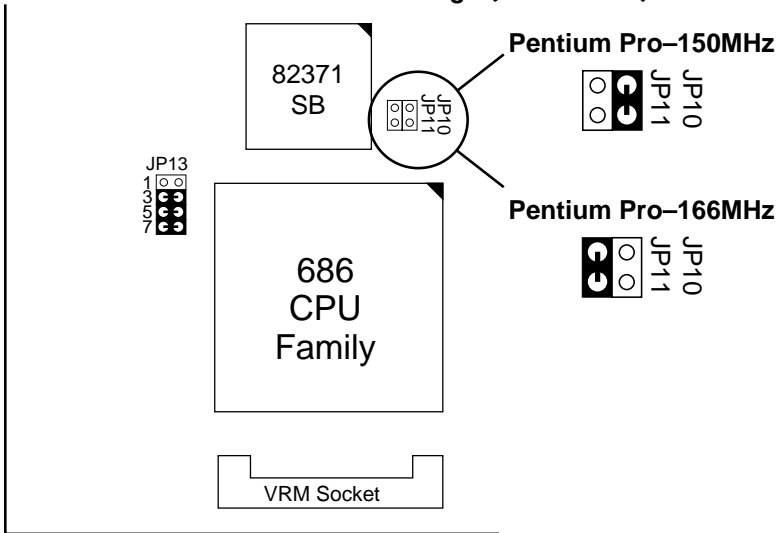 Pentium Pro–150MHz
82371
SB
JP10
JP11
JP10
JP11
JP13
1
3
5
7
Pentium Pro–166MHz
JP10
JP11
686
CPU
Family
VRM Socket